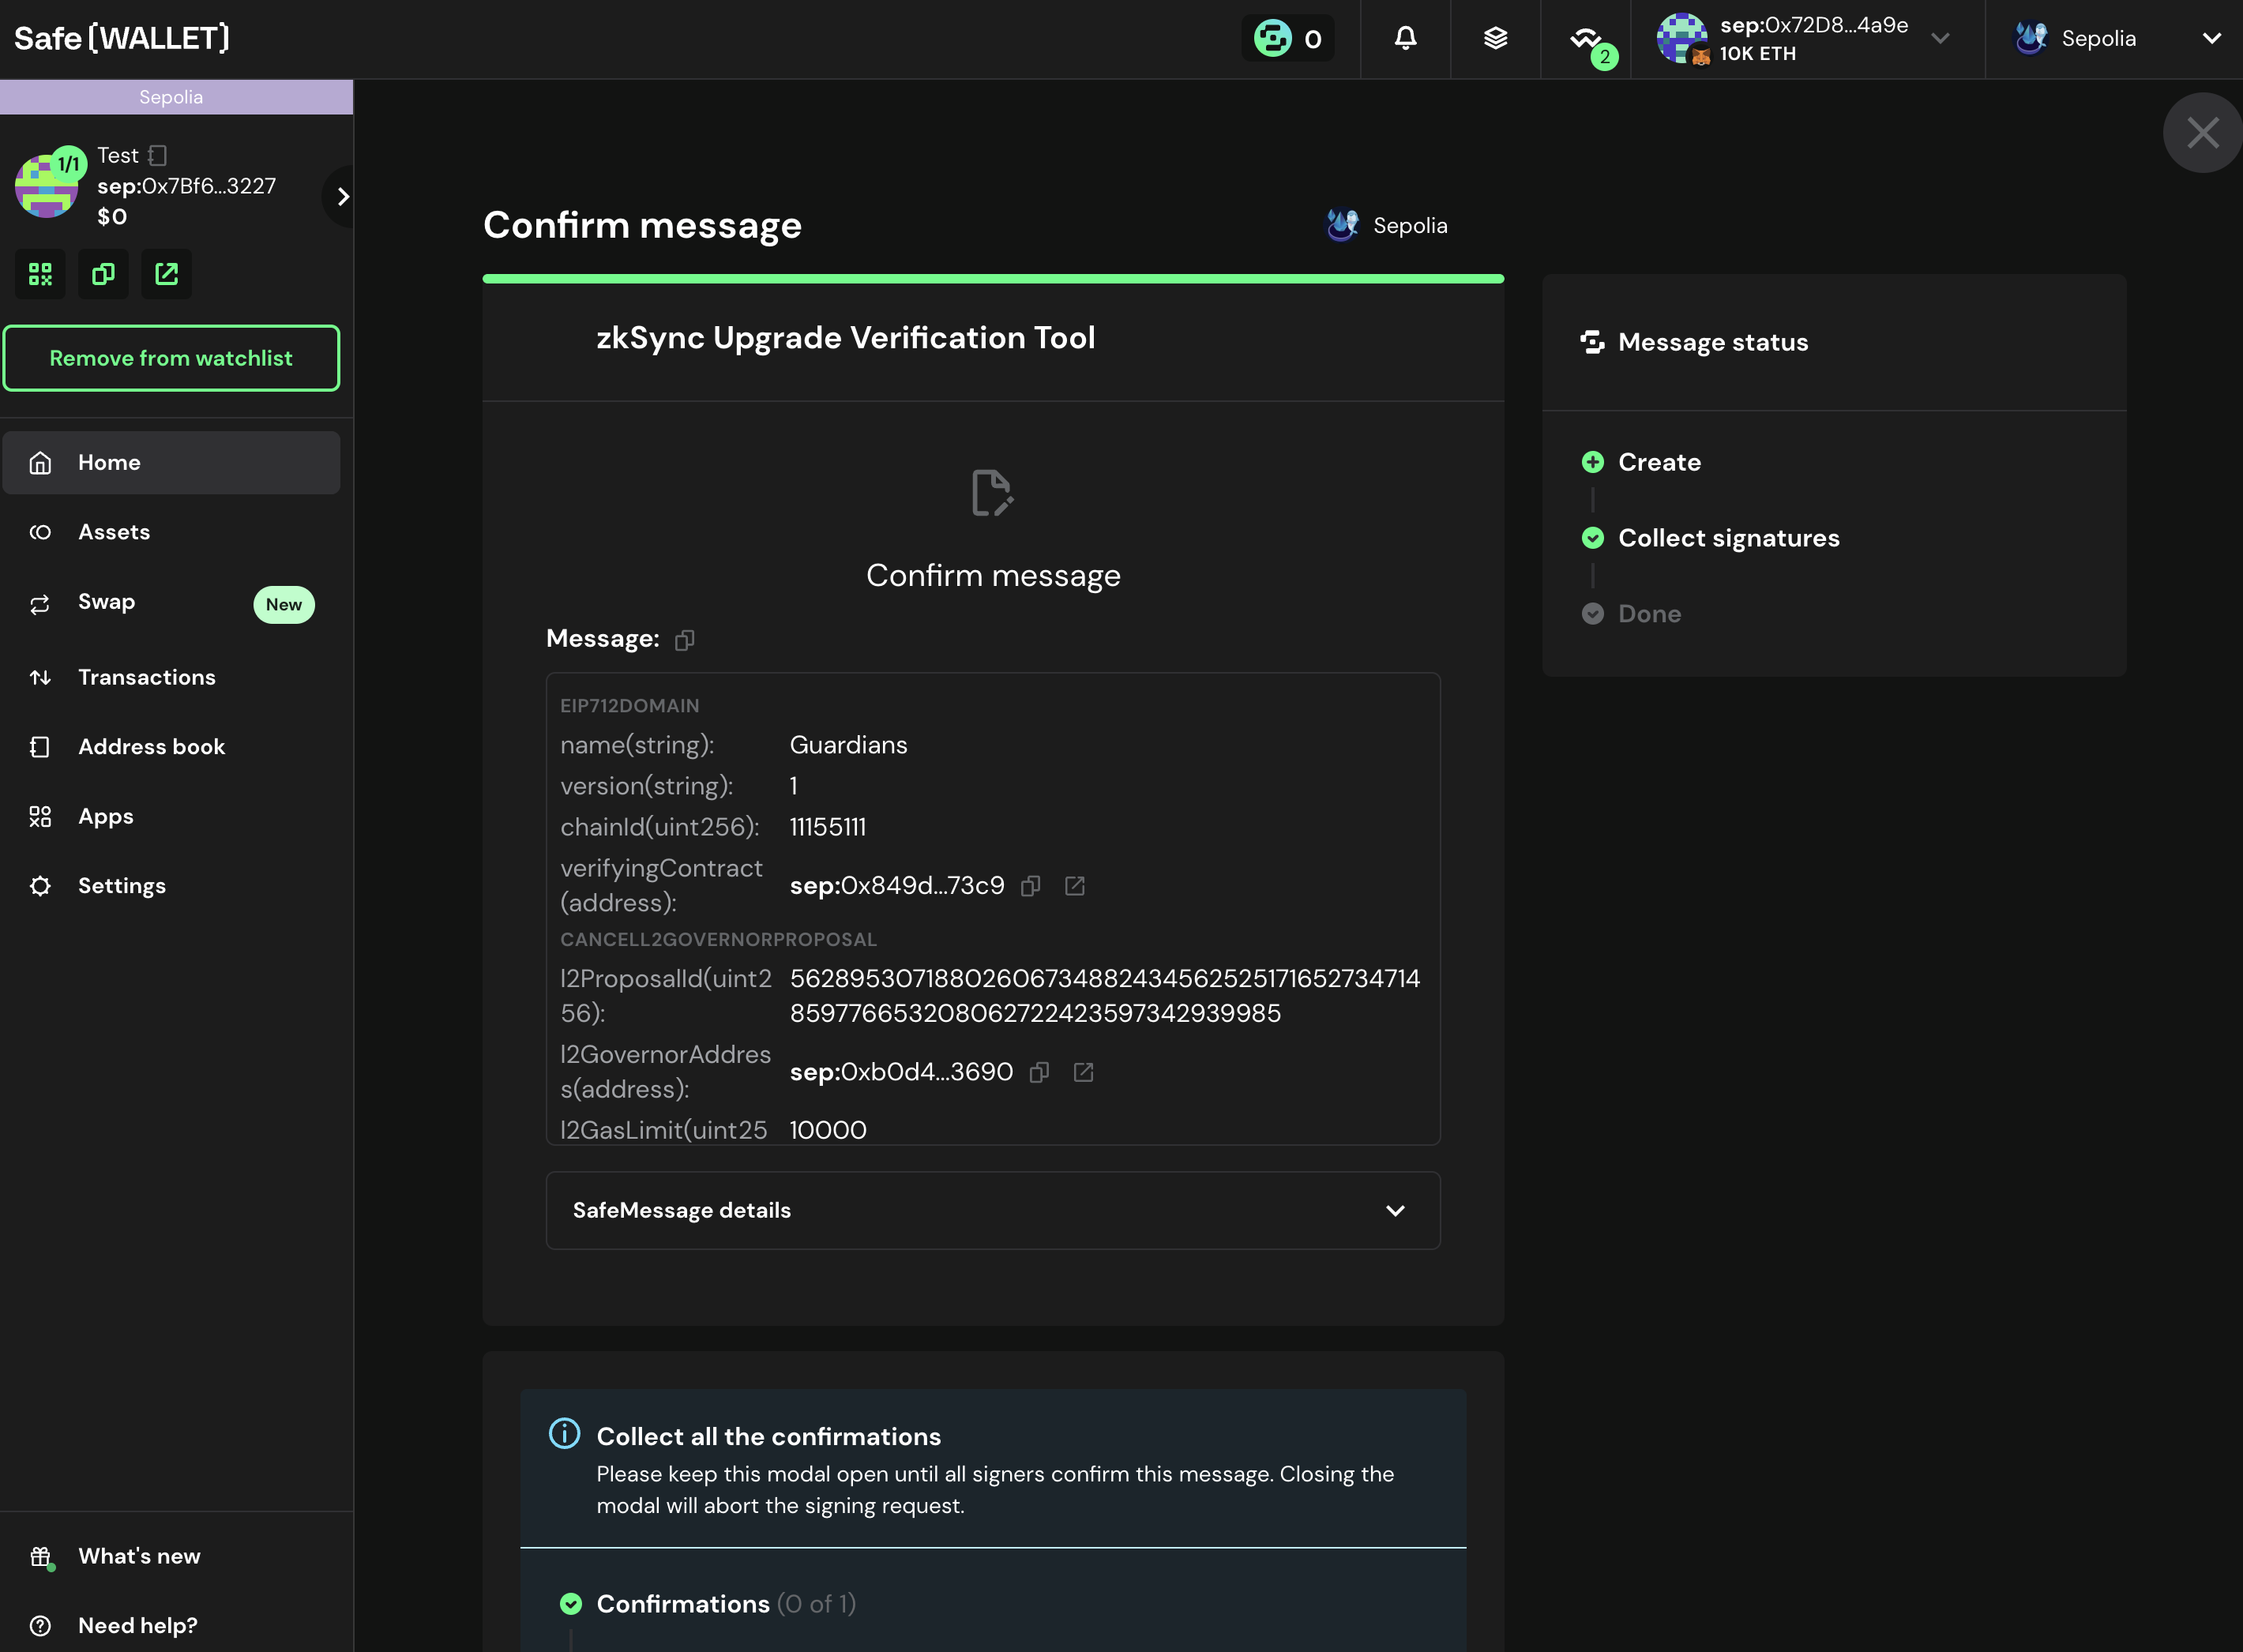 Safe{WALLET}
0
2
sep:0x72D8...4a9e
10K ETH
Sepolia
Sepolia
1/1
Test
sep:0x7Bf6...3227
$0
Remove from watchlist
Home
Assets
Swap
New
Transactions
Address book
Apps
Settings
What's new
Need help?
Confirm message
Sepolia
zkSync Upgrade Verification Tool
Confirm message
Message:
EIP712DOMAIN
name(string): Guardians
version(string): 1
chainId(uint256): 11155111
verifyingContract
(address):
sep:0x849d...73c9
CANCELL2GOVERNORPROPOSAL
l2ProposalId(uint2
56):
56289530718802606734882434562525171652734714
859776653208062722423597342939985
l2GovernorAddres
s(address):
sep:0xb0d4...3690
l2GasLimit(uint25 10000
SafeMessage details
Collect all the confirmations
Please keep this modal open until all signers confirm this message. Closing the
modal will abort the signing request.
Confirmations (0 of 1)
Message status
Create
Collect signatures
Done